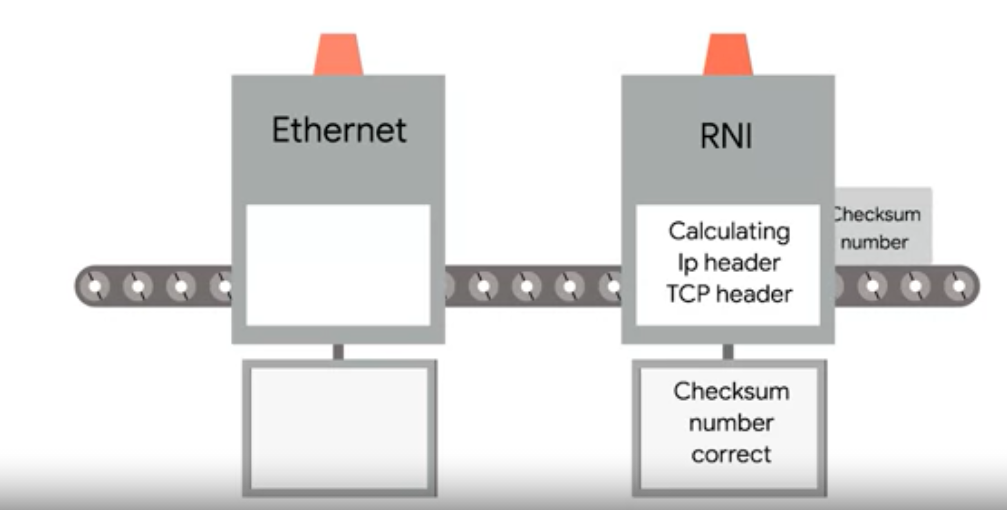 Ethernet
RNI
Calculating
Ip header
TCP header
Checksum
number
Checksum
number
correct